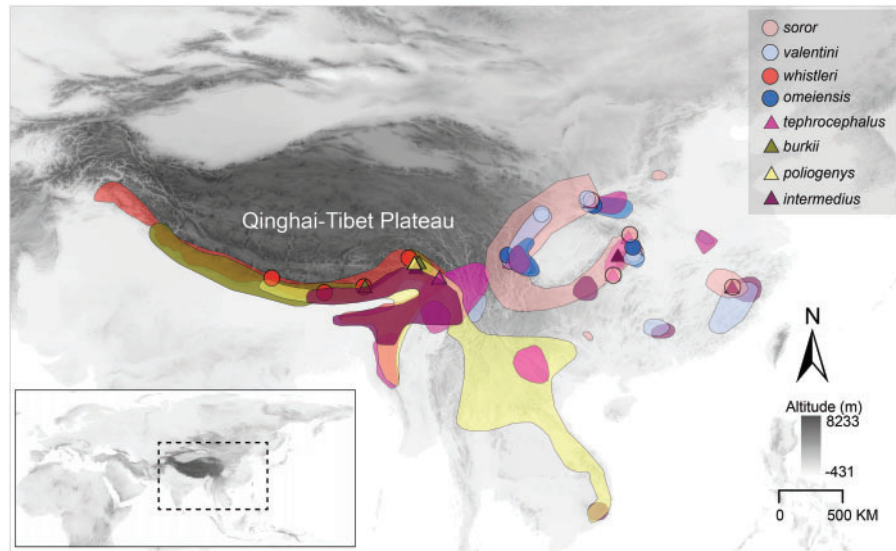 soror
valentini
whistleri
omeiensis
tephrocephalus
burkii
poliogenys
intermedius
Qinghai-Tibet Plateau
N
Altitude (m)
8233
-431
0 500 KM